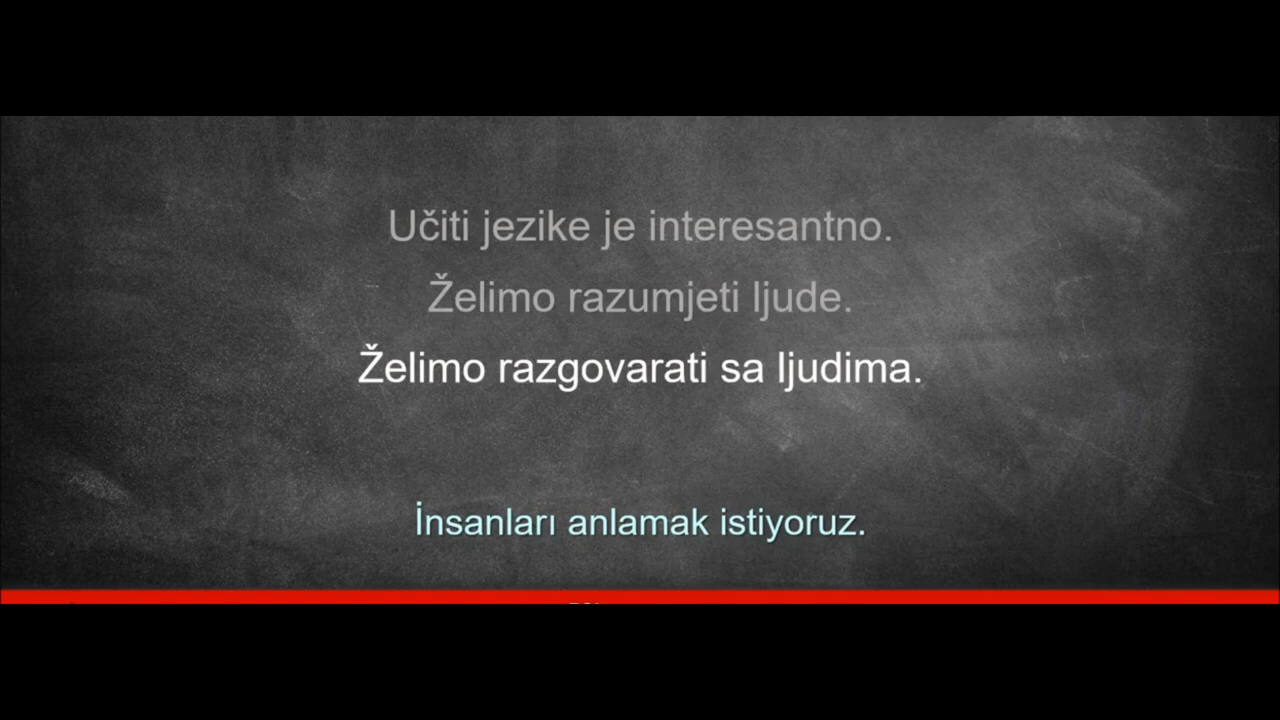 Učiti jezike je interesantno.
Želimo razumjeti ljude.
Želimo razgovarati sa ljudima.
İnsanları anlamak istiyoruz.